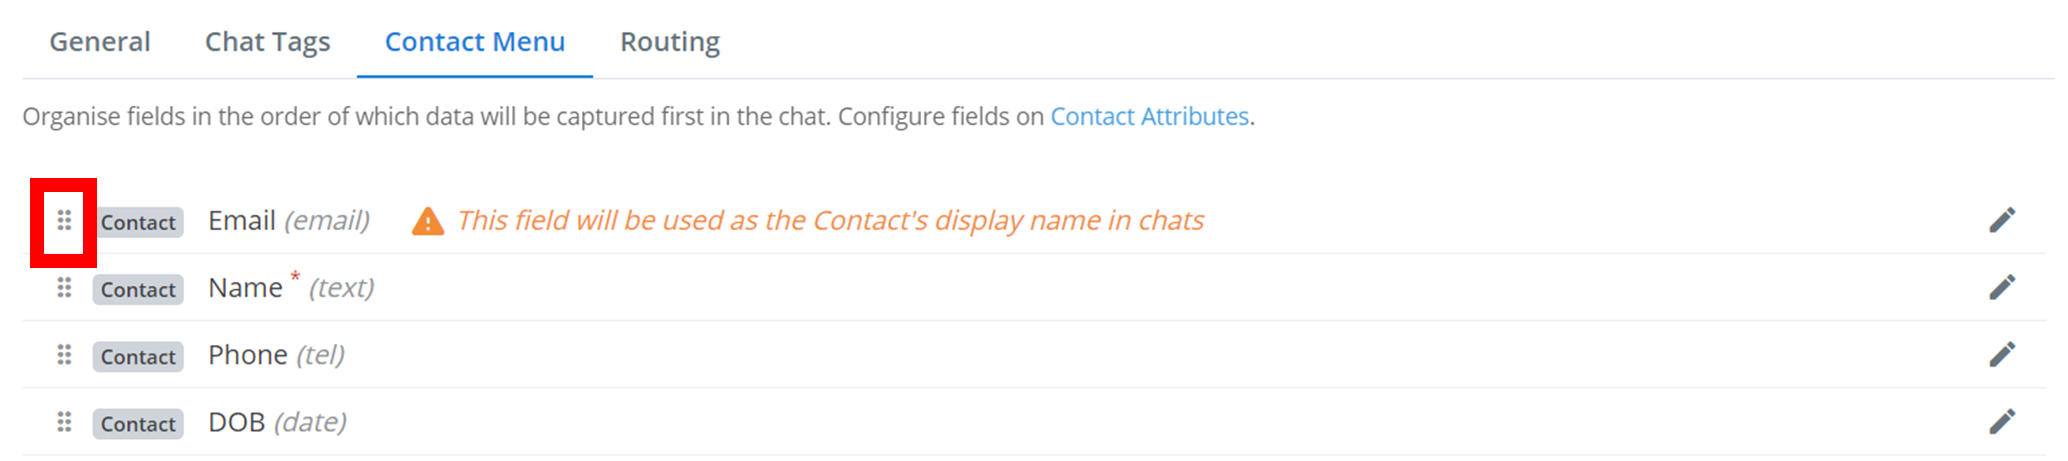 General Chat Tags Contact Menu Routing
Organise fields in the order of which data will be captured first in the chat. Configure fields on Contact Attributes.
Contact Email (email) This field will be used as the Contact's display name in chats
Contact Name * (text)
Contact Phone (tel)
Contact DOB (date)